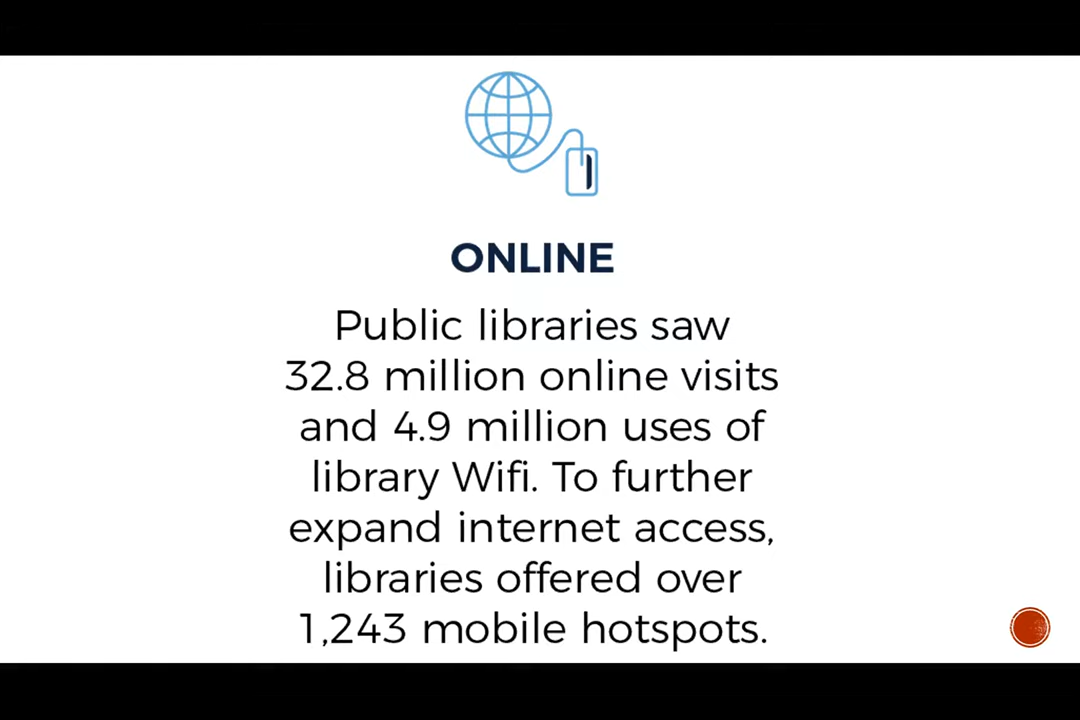 ONLINE
Public libraries saw
32.8 million online visits
and 4.9 million uses of
library Wifi. To further
expand internet access,
libraries offered over
1,243 mobile hotspots.